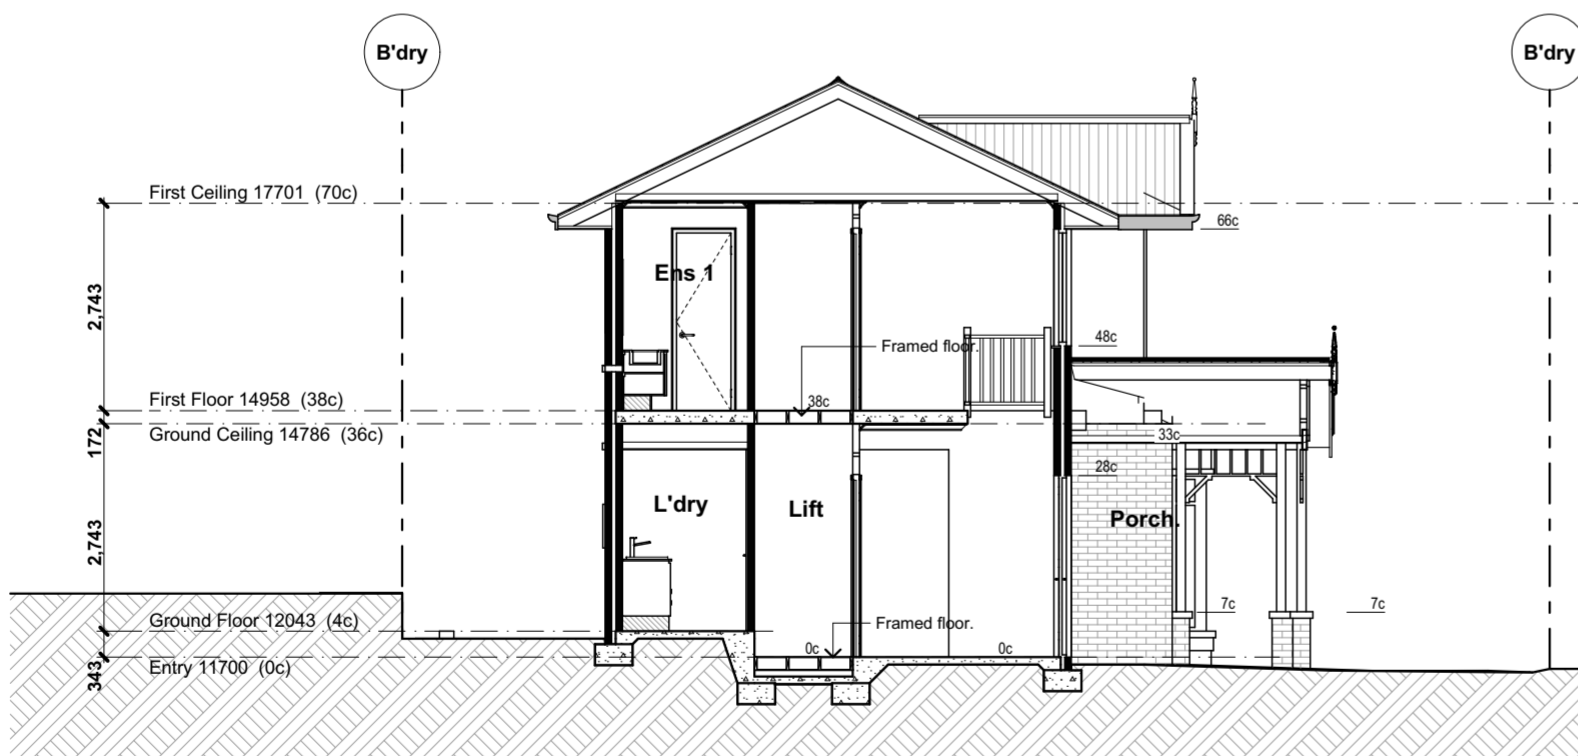 B'dry
B'dry
First Ceiling 17701 (70c)
66c
Ens 1
2,743
48c
Framed floor.
First Floor 14958 (38c)
38c
172
Ground Ceiling 14786 (36c)
33c
28c
L'dry
Lift
Porch.
2,743
7c
7c
Ground Floor 12043 (4c)
Framed floor.
0c
0c
343
Entry 11700 (0c)